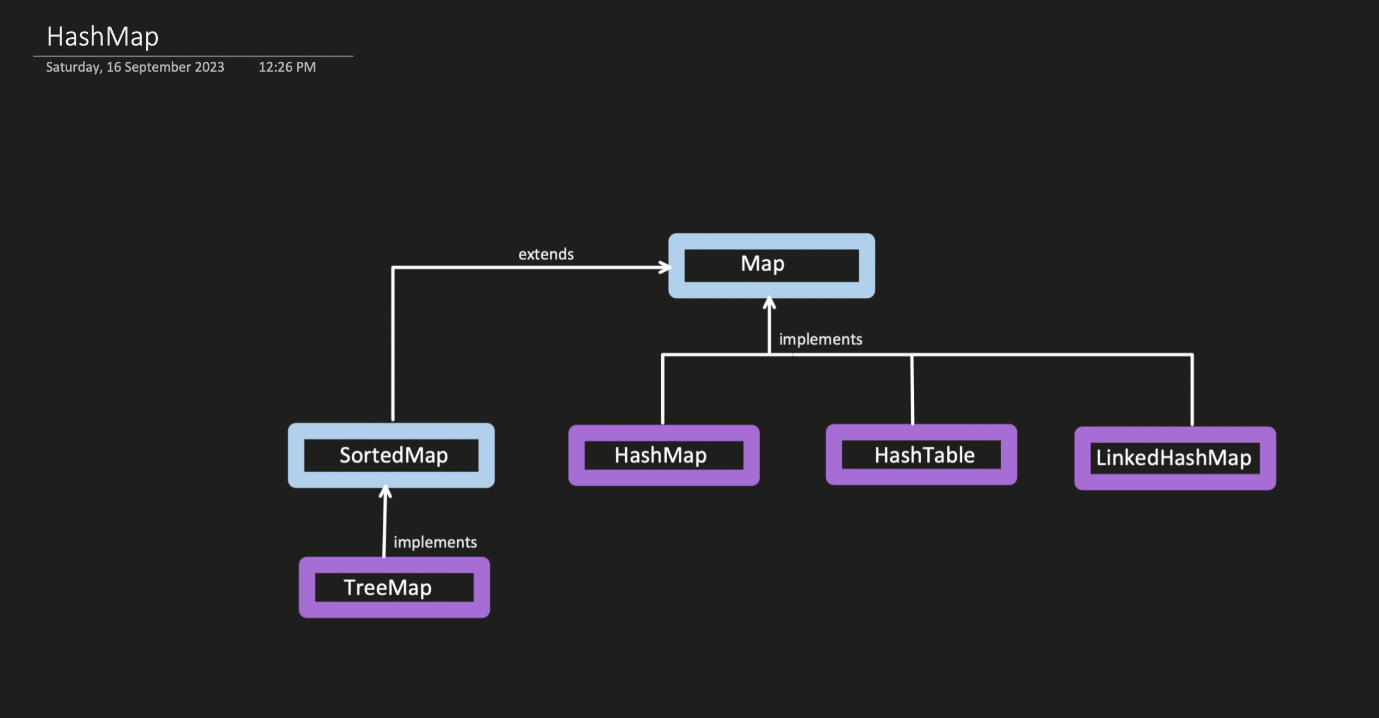 HashMap
Saturday, 16 September 2023 12:26 PM
extends
Map
implements
SortedMap
HashMap
HashTable
LinkedHashMap
implements
TreeMap